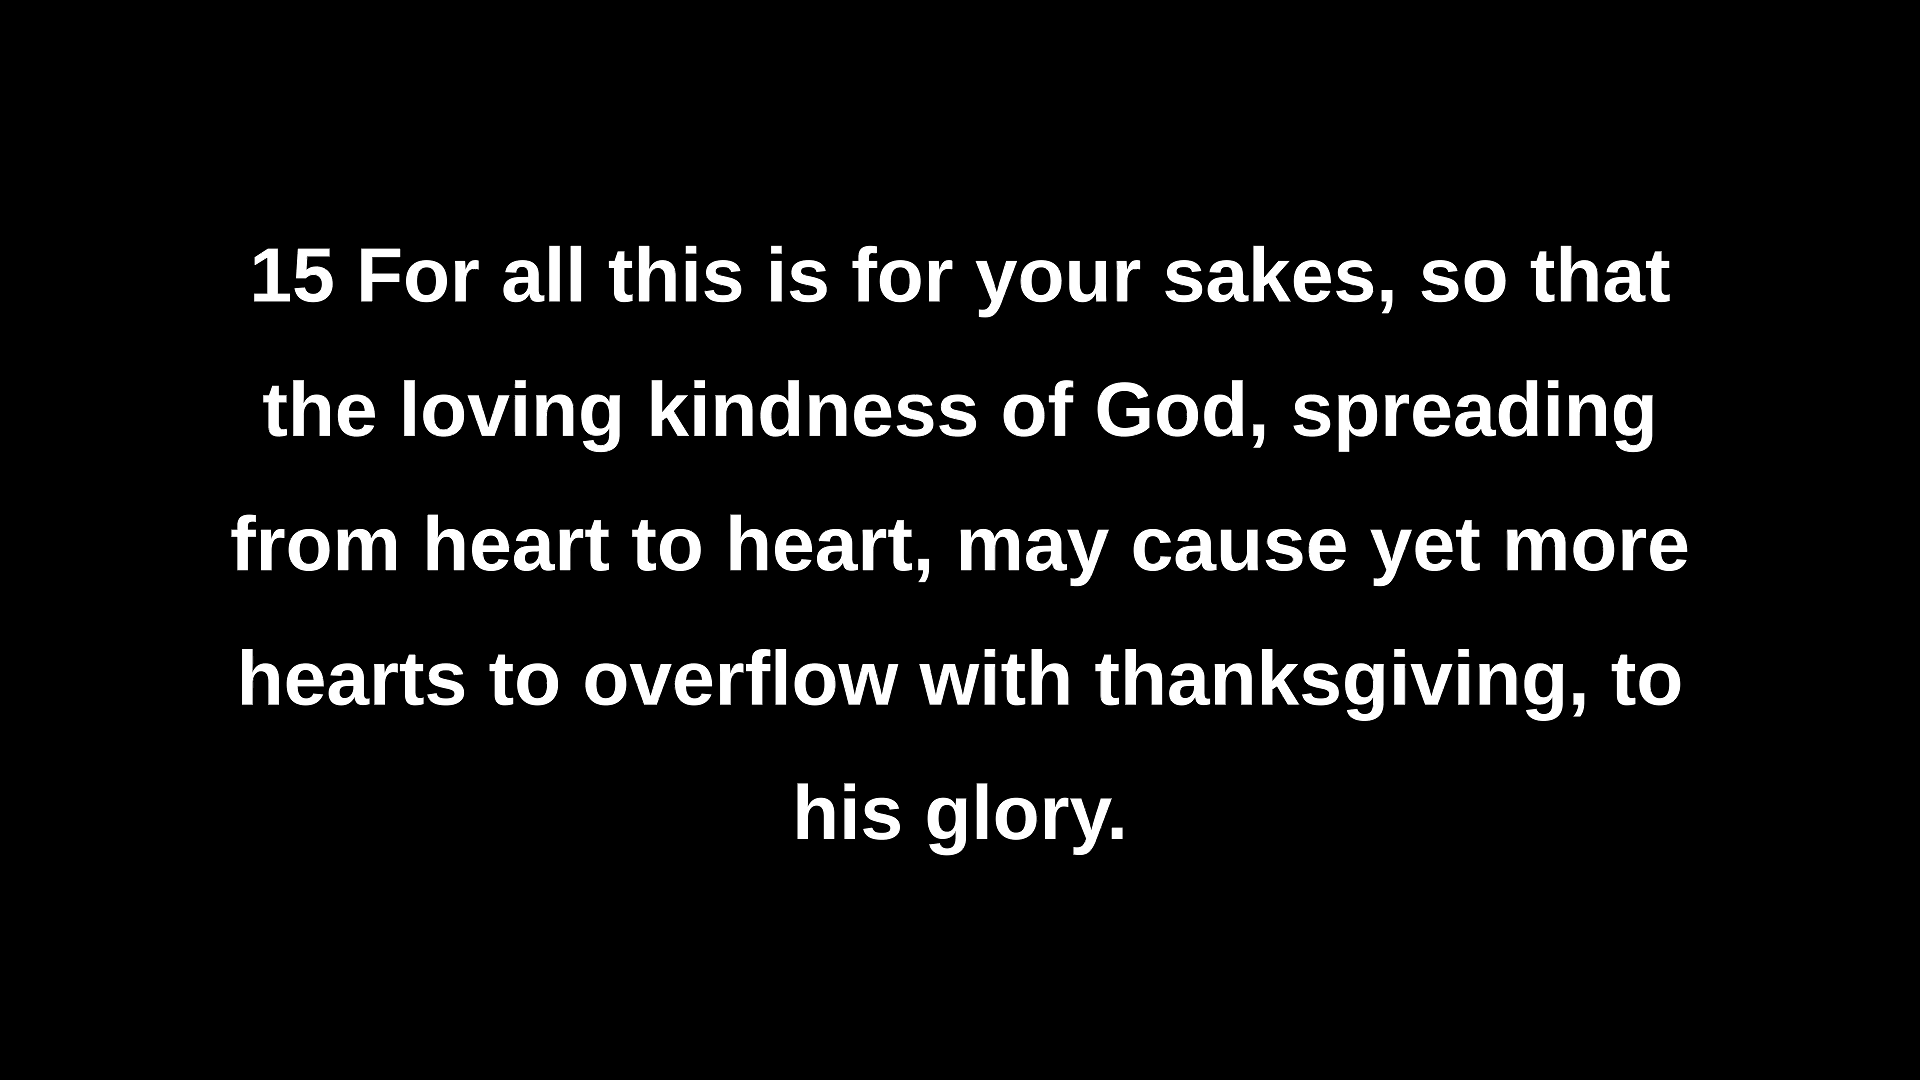 15 For all this is for your sakes, so that
the loving kindness of God, spreading
from heart to heart, may cause yet more
hearts to overflow with thanksgiving, to
his glory.